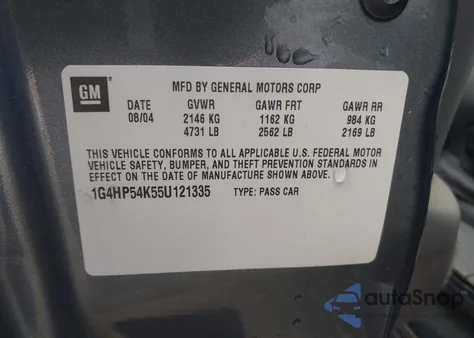 GM
MFD BY GENERAL MOTORS CORP
DATE GVWR GAWR FRT GAWR RR
08/04 2146 KG 1162 KG 984 KG
4731 LB 2562 LB 2169 LB
THIS VEHICLE CONFORMS TO ALL APPLICABLE U.S. FEDERAL MOTOR
VEHICLE SAFETY, BUMPER, AND THEFT PREVENTION STANDARDS IN
EFFECT ON THE DATE OF MANUFACTURE SHOWN ABOVE.
1G4HP54K55U121335 TYPE: PASS CAR
autoSnap